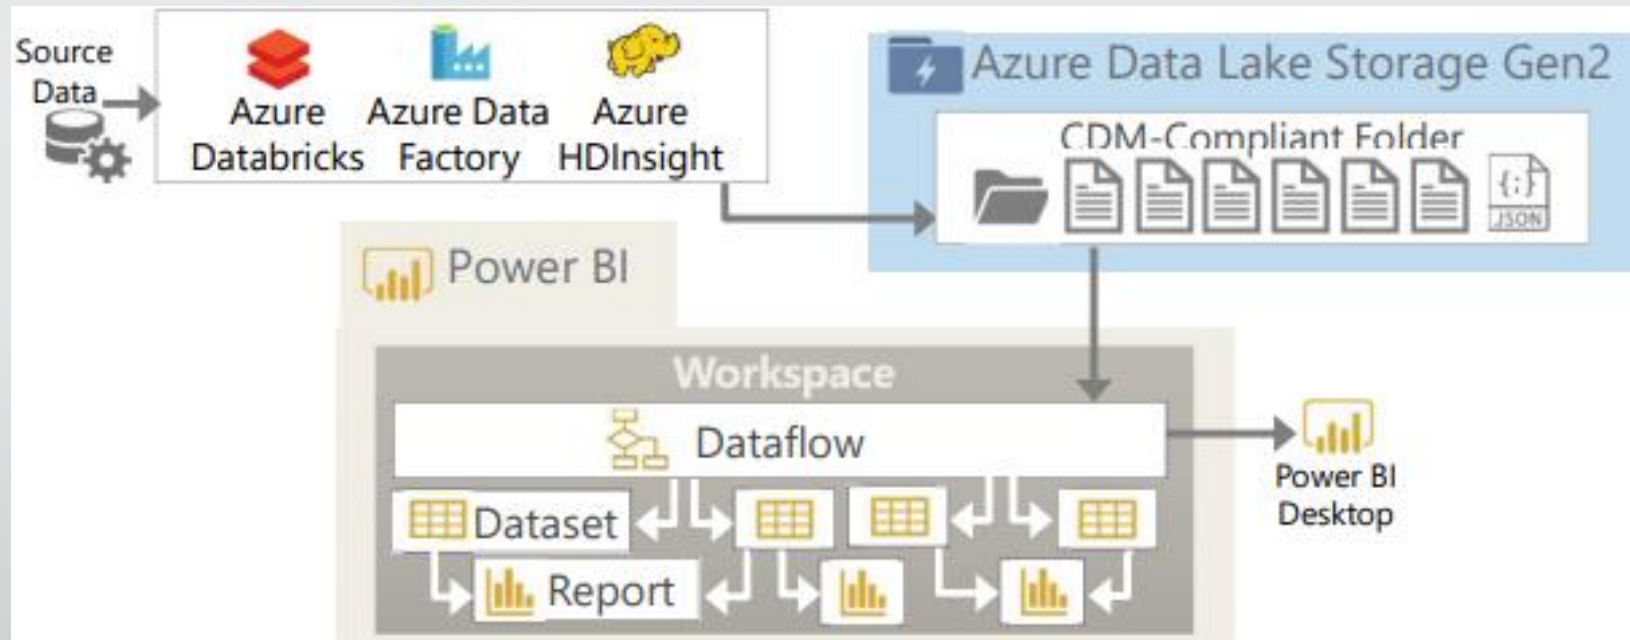 Source
Data
Azure
Databricks
Azure Data
Factory
Azure
HDInsight
Azure Data Lake Storage Gen2
CDM-Compliant Folder
{;}
JSON
Power BI
Workspace
Dataflow
Dataset
Report
Power BI
Desktop